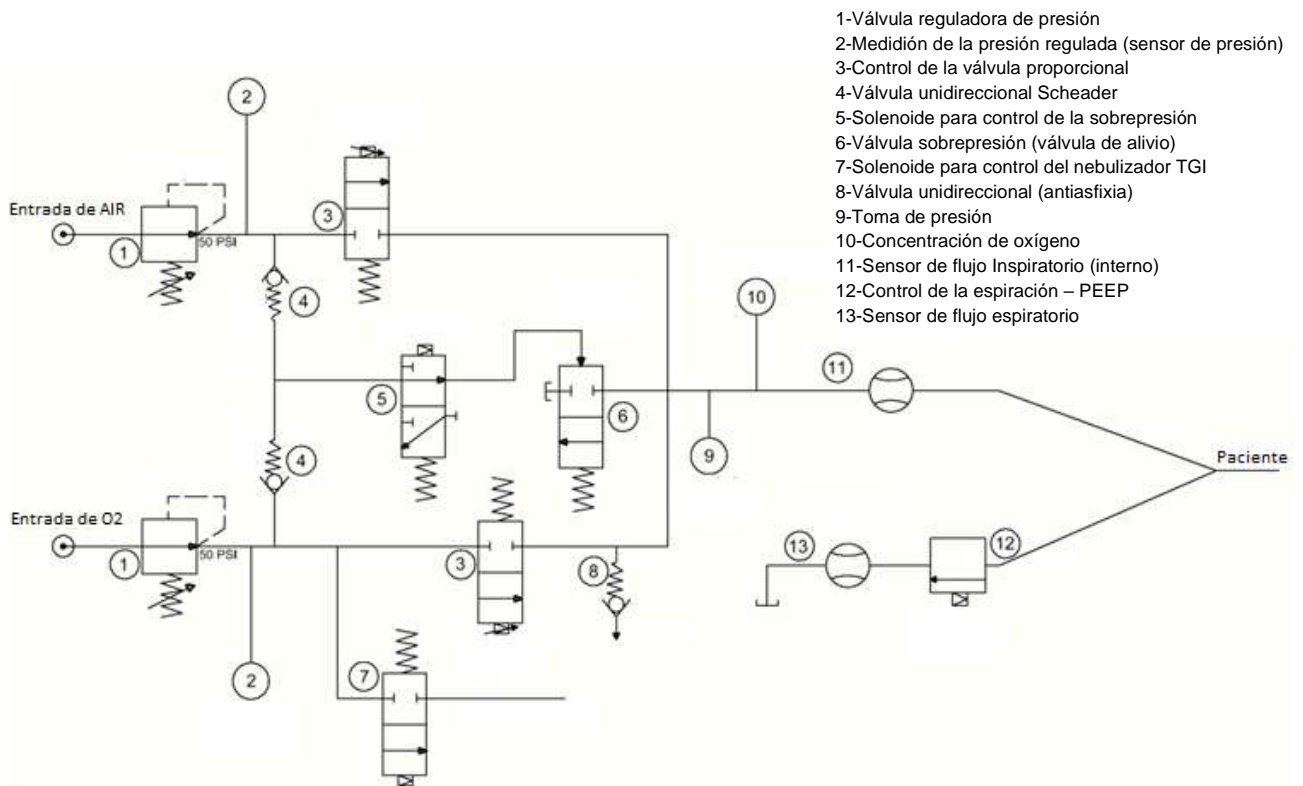 1-Válvula reguladora de presión
2-Medidión de la presión regulada (sensor de presión)
3-Control de la válvula proporcional
4-Válvula unidireccional Scheader
5-Solenoide para control de la sobrepresión
6-Válvula sobrepresión (válvula de alivio)
7-Solenoide para control del nebulizador TGI
8-Válvula unidireccional (antiasfixia)
9-Toma de presión
10-Concentración de oxígeno
11-Sensor de flujo Inspiratorio (interno)
12-Control de la espiración – PEEP
13-Sensor de flujo espiratorio
2
Entrada de AIR
3
1
50 PSI
4
10
11
5
6
9
Paciente
4
Entrada de O2
50 PSI
1
3
8
13
12
2
7